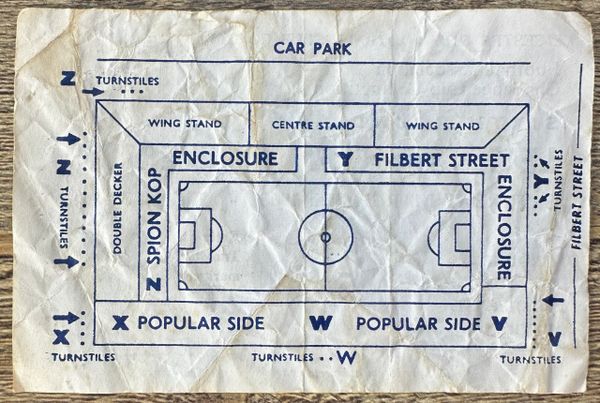 CAR PARK
Z TURNSTILES
WING STAND
CENTRE STAND
WING STAND
ENCLOSURE
Y FILBERT STREET
ENCLOSURE
N TURNSTILES
DOUBLE DECKER
Z SPION KOP
Y TURNSTILES
FILBERT STREET
X POPULAR SIDE
W
POPULAR SIDE V
X
TURNSTILES
TURNSTILES W
V
TURNSTILES